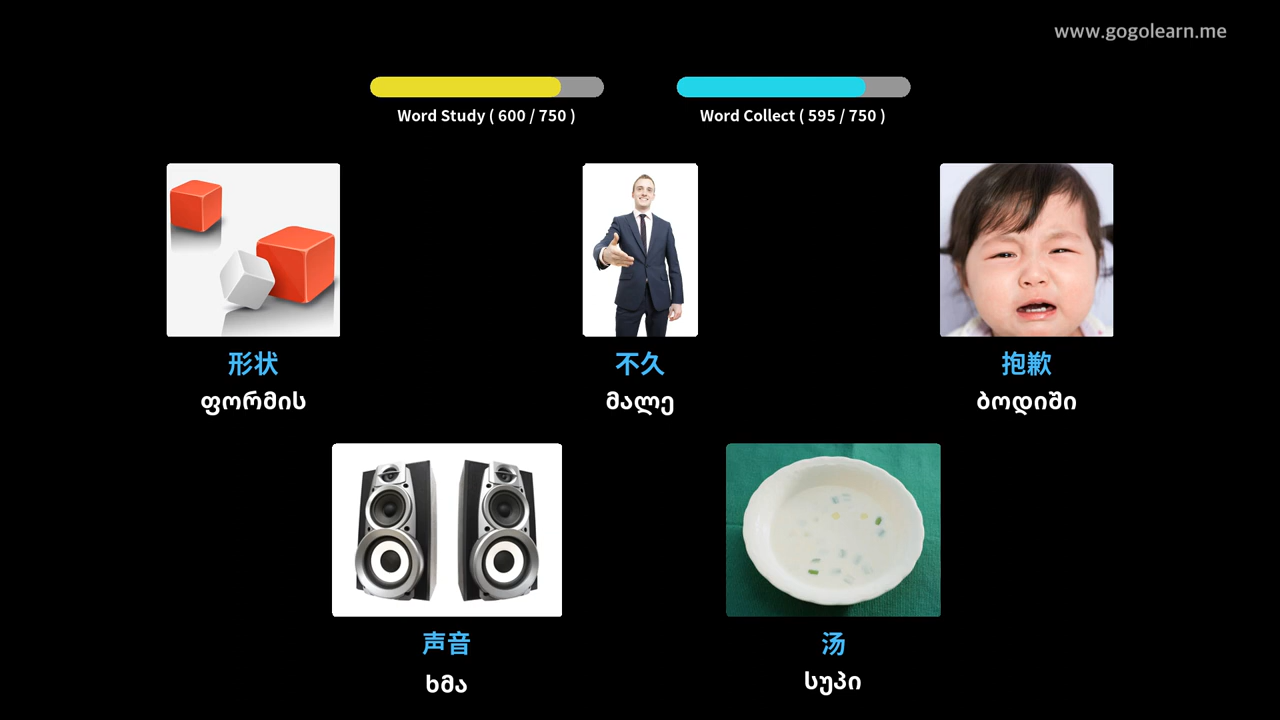 www.gogolearn.me
Word Study ( 600 / 750 )
Word Collect ( 595 / 750 )
形状
ფორმის
不久
მალე
抱歉
ბოდიში
声音
ხმა
汤
სუპი